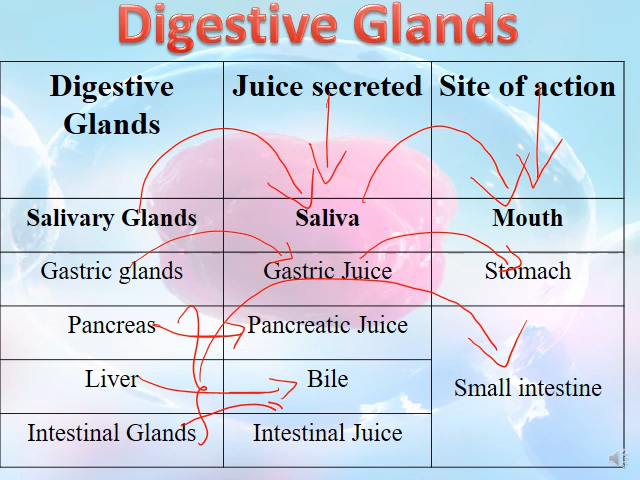 Digestive Glands
Digestive Glands Juice secreted Site of action
Salivary Glands Saliva Mouth
Gastric glands Gastric Juice Stomach
Pancreas Pancreatic Juice
Liver Bile Small intestine
Intestinal Glands Intestinal Juice